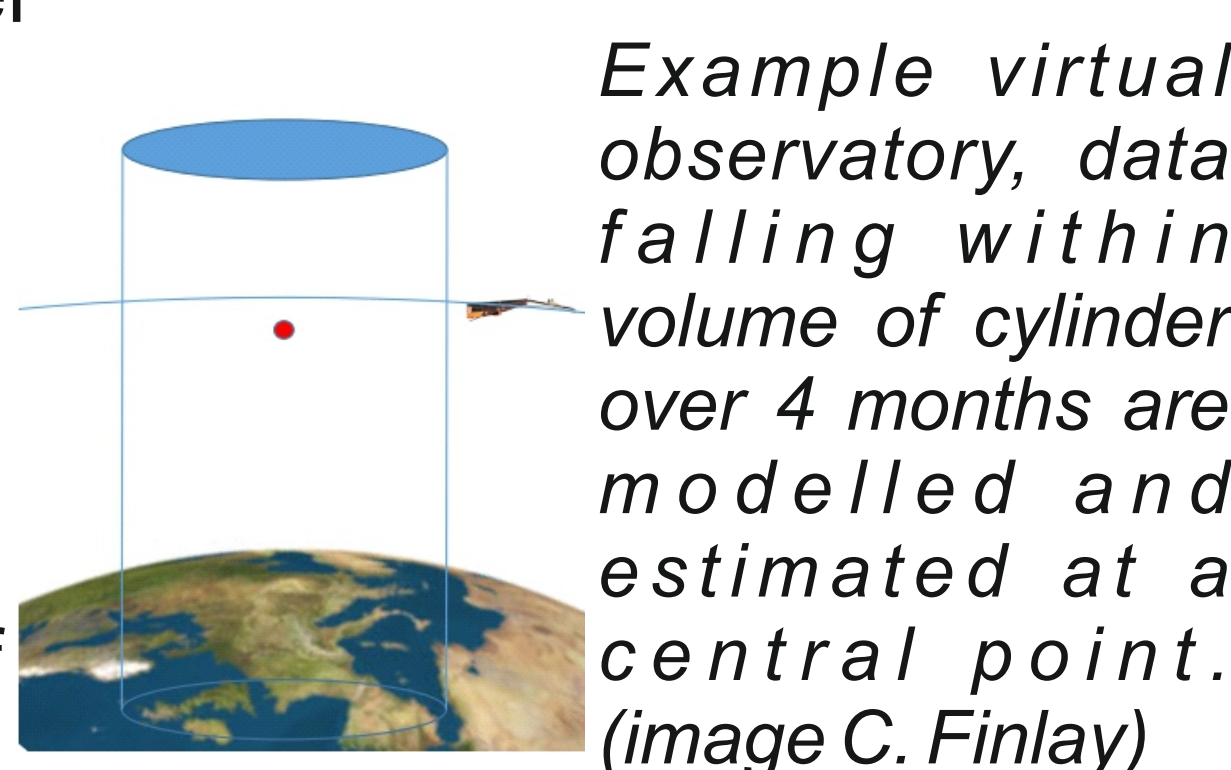 Example virtual
observatory, data
falling within
volume of cylinder
over 4 months are
modelled and
estimated at a
central point.
(image C. Finlay)